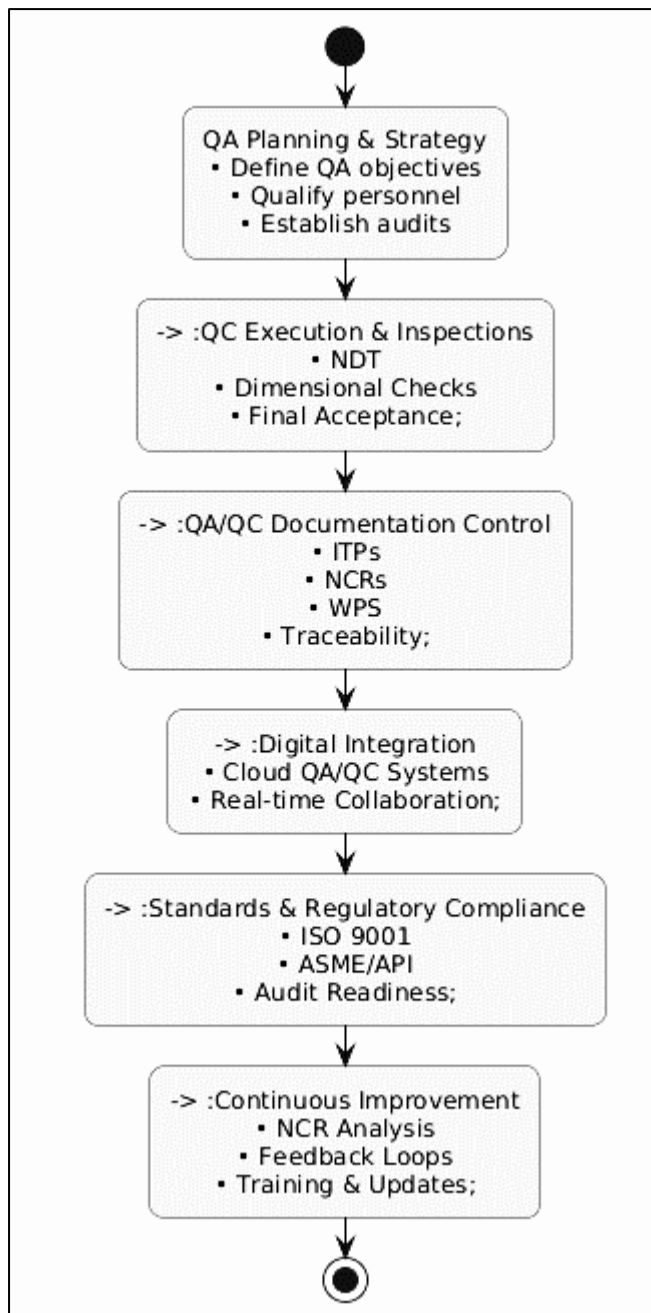 QA Planning & Strategy
▪ Define QA objectives
▪ Qualify personnel
▪ Establish audits
-> :QC Execution & Inspections
▪ NDT
▪ Dimensional Checks
▪ Final Acceptance;
-> :QA/QC Documentation Control
▪ ITPs
▪ NCRs
▪ WPS
▪ Traceability;
-> :Digital Integration
▪ Cloud QA/QC Systems
▪ Real-time Collaboration;
-> :Standards & Regulatory Compliance
▪ ISO 9001
▪ ASME/API
▪ Audit Readiness;
-> :Continuous Improvement
▪ NCR Analysis
▪ Feedback Loops
▪ Training & Updates;